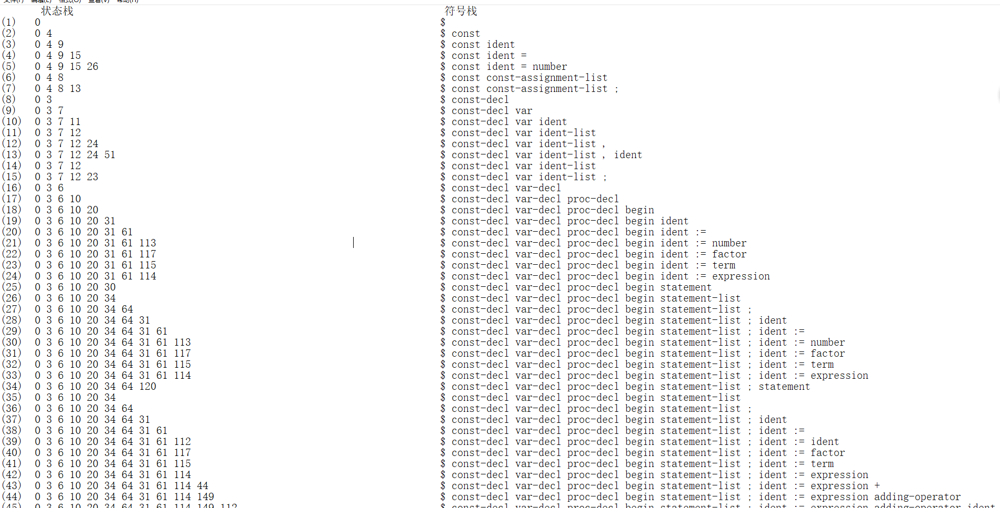 文件(F) 编辑(E) 格式(O) 查看(V) 帮助(H)
状态栈 符号栈
(1) 0 $
(2) 0 4 $ const
(3) 0 4 9 $ const ident
(4) 0 4 9 15 $ const ident =
(5) 0 4 9 15 26 $ const ident = number
(6) 0 4 8 $ const const-assignment-list
(7) 0 4 8 13 $ const const-assignment-list ;
(8) 0 3 $ const-decl
(9) 0 3 7 $ const-decl var
(10) 0 3 7 11 $ const-decl var ident
(11) 0 3 7 12 $ const-decl var ident-list
(12) 0 3 7 12 24 $ const-decl var ident-list ,
(13) 0 3 7 12 24 51 $ const-decl var ident-list , ident
(14) 0 3 7 12 $ const-decl var ident-list
(15) 0 3 7 12 23 $ const-decl var ident-list ;
(16) 0 3 6 $ const-decl var-decl
(17) 0 3 6 10 $ const-decl var-decl proc-decl
(18) 0 3 6 10 20 $ const-decl var-decl proc-decl begin
(19) 0 3 6 10 20 31 $ const-decl var-decl proc-decl begin ident
(20) 0 3 6 10 20 31 61 $ const-decl var-decl proc-decl begin ident :=
(21) 0 3 6 10 20 31 61 113 $ const-decl var-decl proc-decl begin ident := number
(22) 0 3 6 10 20 31 61 117 $ const-decl var-decl proc-decl begin ident := factor
(23) 0 3 6 10 20 31 61 115 $ const-decl var-decl proc-decl begin ident := term
(24) 0 3 6 10 20 31 61 114 $ const-decl var-decl proc-decl begin ident := expression
(25) 0 3 6 10 20 30 $ const-decl var-decl proc-decl begin statement
(26) 0 3 6 10 20 34 $ const-decl var-decl proc-decl begin statement-list
(27) 0 3 6 10 20 34 64 $ const-decl var-decl proc-decl begin statement-list ;
(28) 0 3 6 10 20 34 64 31 $ const-decl var-decl proc-decl begin statement-list ; ident
(29) 0 3 6 10 20 34 64 31 61 $ const-decl var-decl proc-decl begin statement-list ; ident :=
(30) 0 3 6 10 20 34 64 31 61 113 $ const-decl var-decl proc-decl begin statement-list ; ident := number
(31) 0 3 6 10 20 34 64 31 61 117 $ const-decl var-decl proc-decl begin statement-list ; ident := factor
(32) 0 3 6 10 20 34 64 31 61 115 $ const-decl var-decl proc-decl begin statement-list ; ident := term
(33) 0 3 6 10 20 34 64 31 61 114 $ const-decl var-decl proc-decl begin statement-list ; ident := expression
(34) 0 3 6 10 20 34 64 120 $ const-decl var-decl proc-decl begin statement-list ; statement
(35) 0 3 6 10 20 34 $ const-decl var-decl proc-decl begin statement-list
(36) 0 3 6 10 20 34 64 $ const-decl var-decl proc-decl begin statement-list ;
(37) 0 3 6 10 20 34 64 31 $ const-decl var-decl proc-decl begin statement-list ; ident
(38) 0 3 6 10 20 34 64 31 61 $ const-decl var-decl proc-decl begin statement-list ; ident :=
(39) 0 3 6 10 20 34 64 31 61 112 $ const-decl var-decl proc-decl begin statement-list ; ident := ident
(40) 0 3 6 10 20 34 64 31 61 117 $ const-decl var-decl proc-decl begin statement-list ; ident := factor
(41) 0 3 6 10 20 34 64 31 61 115 $ const-decl var-decl proc-decl begin statement-list ; ident := term
(42) 0 3 6 10 20 34 64 31 61 114 $ const-decl var-decl proc-decl begin statement-list ; ident := expression
(43) 0 3 6 10 20 34 64 31 61 114 44 $ const-decl var-decl proc-decl begin statement-list ; ident := expression +
(44) 0 3 6 10 20 34 64 31 61 114 149 $ const-decl var-decl proc-decl begin statement-list ; ident := expression adding-operator
(45) 0 3 6 10 20 34 64 31 61 114 149 112 $ const-decl var-decl proc-decl begin statement-list ; ident := expression adding-operator ident